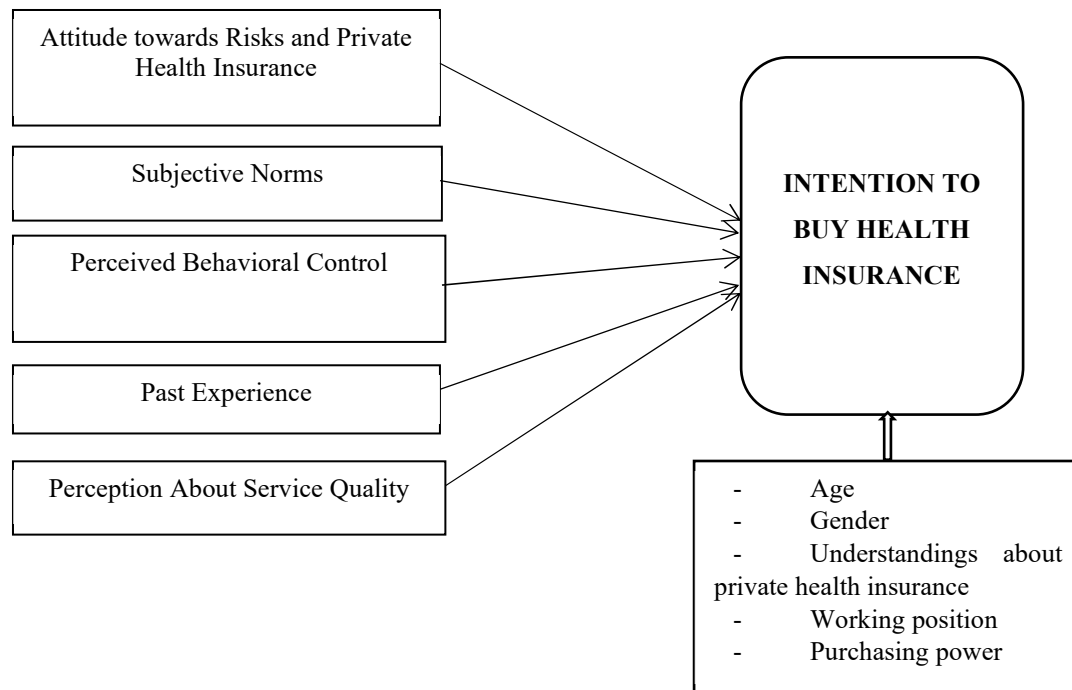 Attitude towards Risks and Private
Health Insurance
Subjective Norms
Perceived Behavioral Control
Past Experience
Perception About Service Quality
INTENTION TO
BUY HEALTH
INSURANCE
- Age
- Gender
- Understandings about
private health insurance
- Working position
- Purchasing power